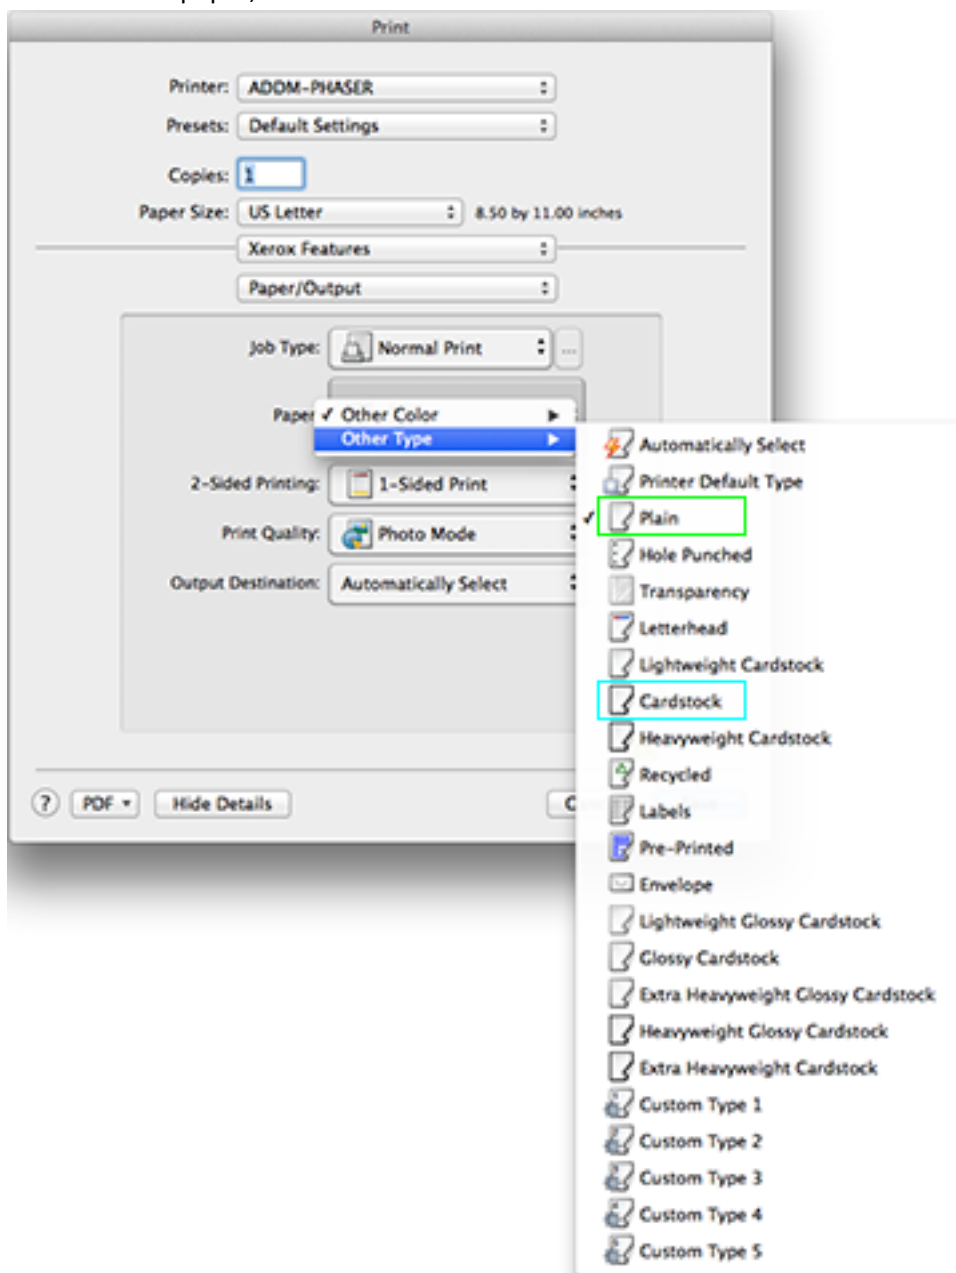 Print
Printer: ADDM-PHASER
Presets: Default Settings
Copies: 1
Paper Size: US Letter 8.50 by 11.00 inches
Xerox Features
Paper/Output
Job Type: Normal Print ...
Paper ✓ Other Color
Other Type
2-Sided Printing: 1-Sided Print
Print Quality: Photo Mode
Output Destination: Automatically Select
? PDF Hide Details
Automatically Select
Printer Default Type
✓ Plain
Hole Punched
Transparency
Letterhead
Lightweight Cardstock
Cardstock
Heavyweight Cardstock
Recycled
Labels
Pre-Printed
Envelope
Lightweight Glossy Cardstock
Glossy Cardstock
Extra Heavyweight Glossy Cardstock
Heavyweight Glossy Cardstock
Extra Heavyweight Cardstock
Custom Type 1
Custom Type 2
Custom Type 3
Custom Type 4
Custom Type 5